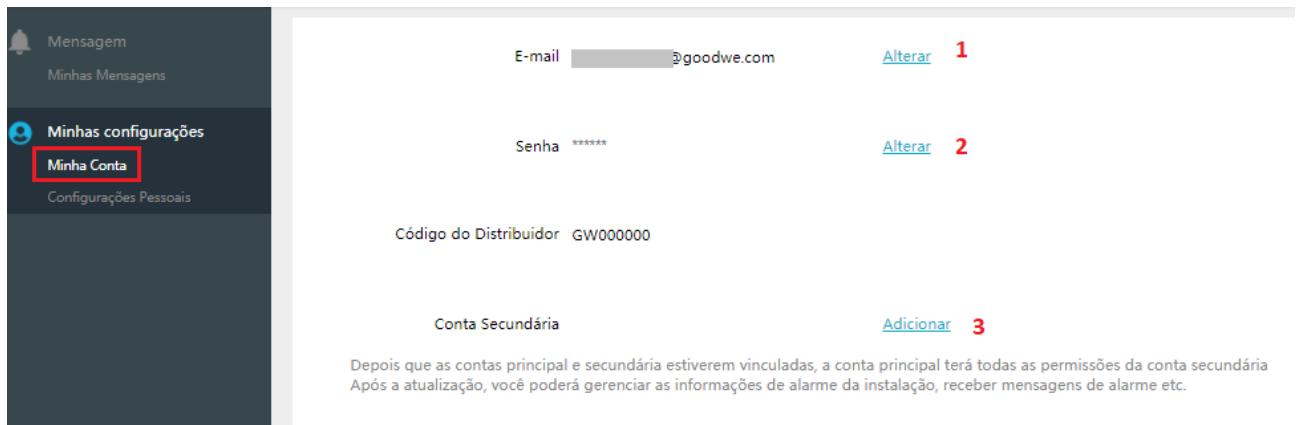 Mensagem
Minhas Mensagens
Minhas configurações
Minha Conta
Configurações Pessoais
E-mail @goodwe.com Alterar 1
Senha ****** Alterar 2
Código do Distribuidor GW000000
Conta Secundária Adicionar 3
Depois que as contas principal e secundária estiverem vinculadas, a conta principal terá todas as permissões da conta secundária
Após a atualização, você poderá gerenciar as informações de alarme da instalação, receber mensagens de alarme etc.